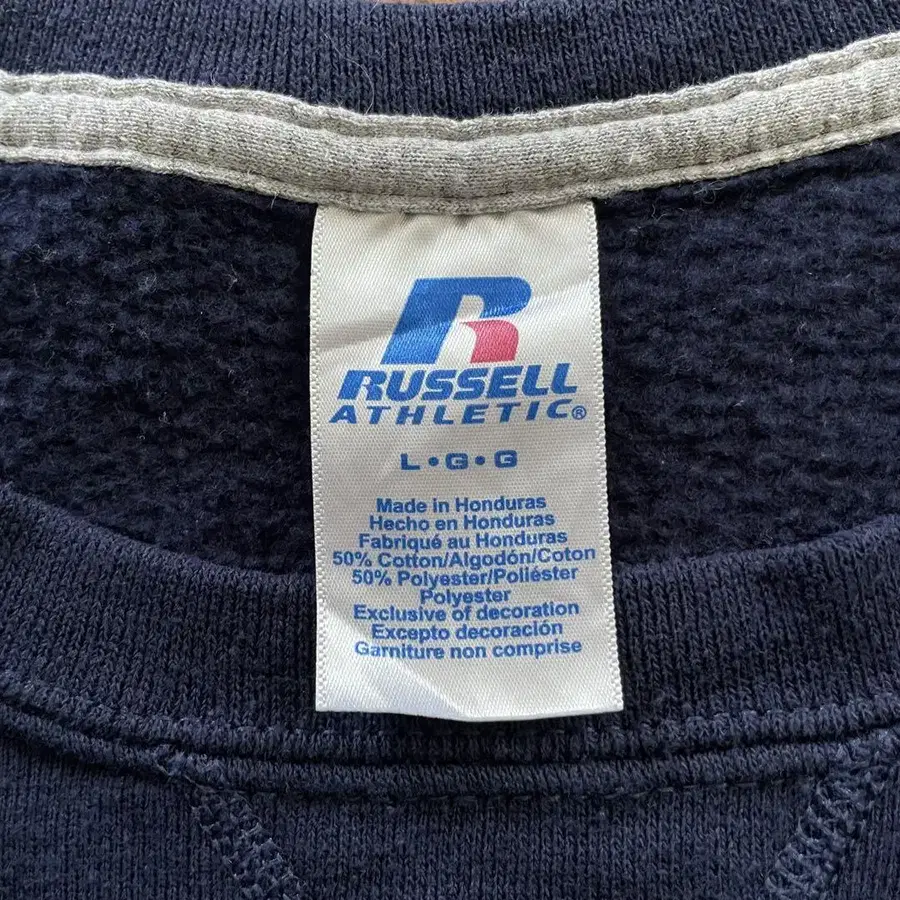 R
RUSSELL
ATHLETIC®
L•G•G
Made in Honduras
Hecho en Honduras
Fabriqué au Honduras
50% Cotton/Algodón/Coton
50% Polyester/Poliéster
Polyester
Exclusive of decoration
Excepto decoración
Garniture non comprise